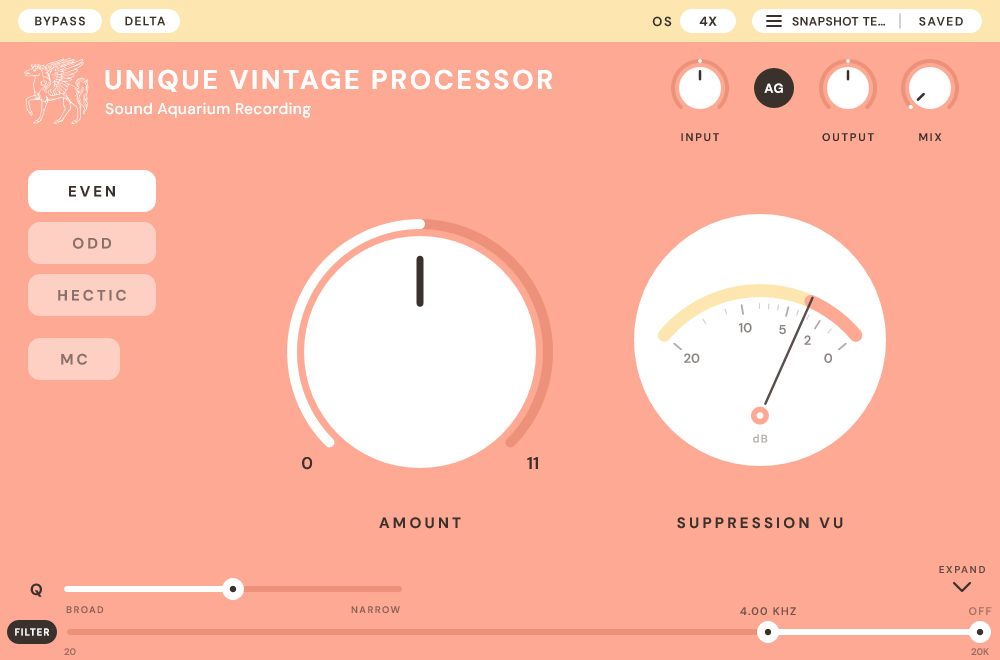 BYPASS DELTA OS 4X SNAPSHOT TE... SAVED
UNIQUE VINTAGE PROCESSOR
Sound Aquarium Recording
AG
INPUT OUTPUT MIX
EVEN
ODD
HECTIC
MC
20 10 5 2 0
dB
0 11
AMOUNT SUPPRESSION VU
EXPAND
Q
BROAD NARROW
4.00 KHZ OFF
FILTER
20 20K